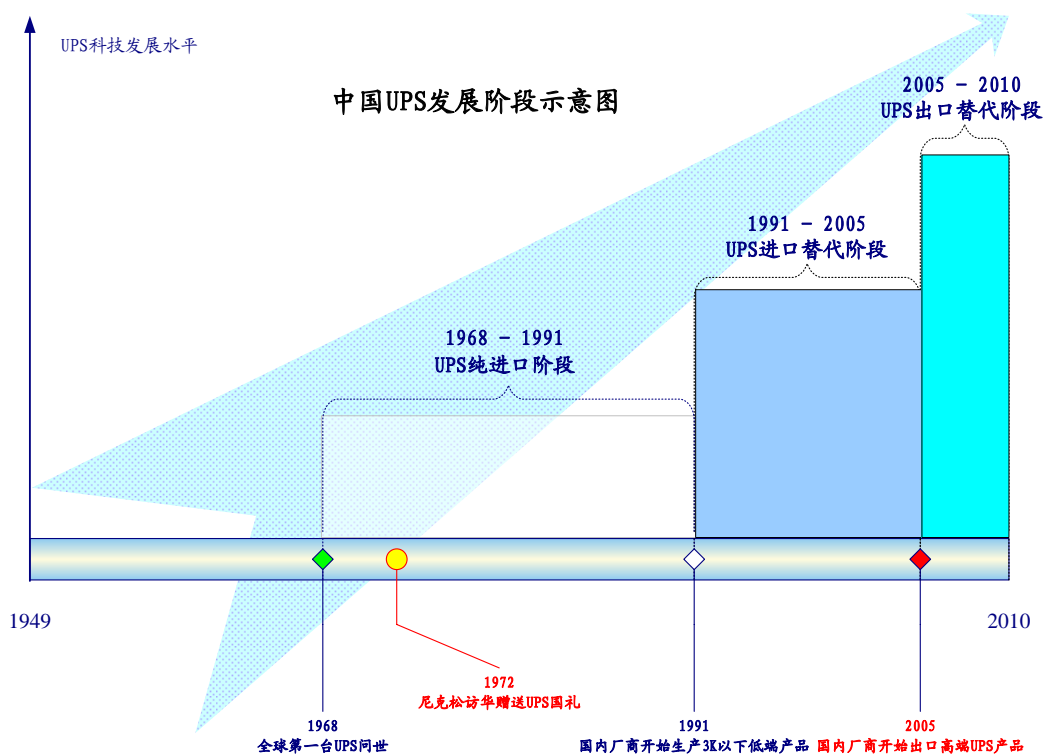 UPS科技发展水平
中国UPS发展阶段示意图
2005 - 2010
UPS出口替代阶段
1991 - 2005
UPS进口替代阶段
1968 - 1991
UPS纯进口阶段
1949
2010
1972
尼克松访华赠送UPS国礼
1968
全球第一台UPS问世
1991
国内厂商开始生产3K以下低端产品
2005
国内厂商开始出口高端UPS产品